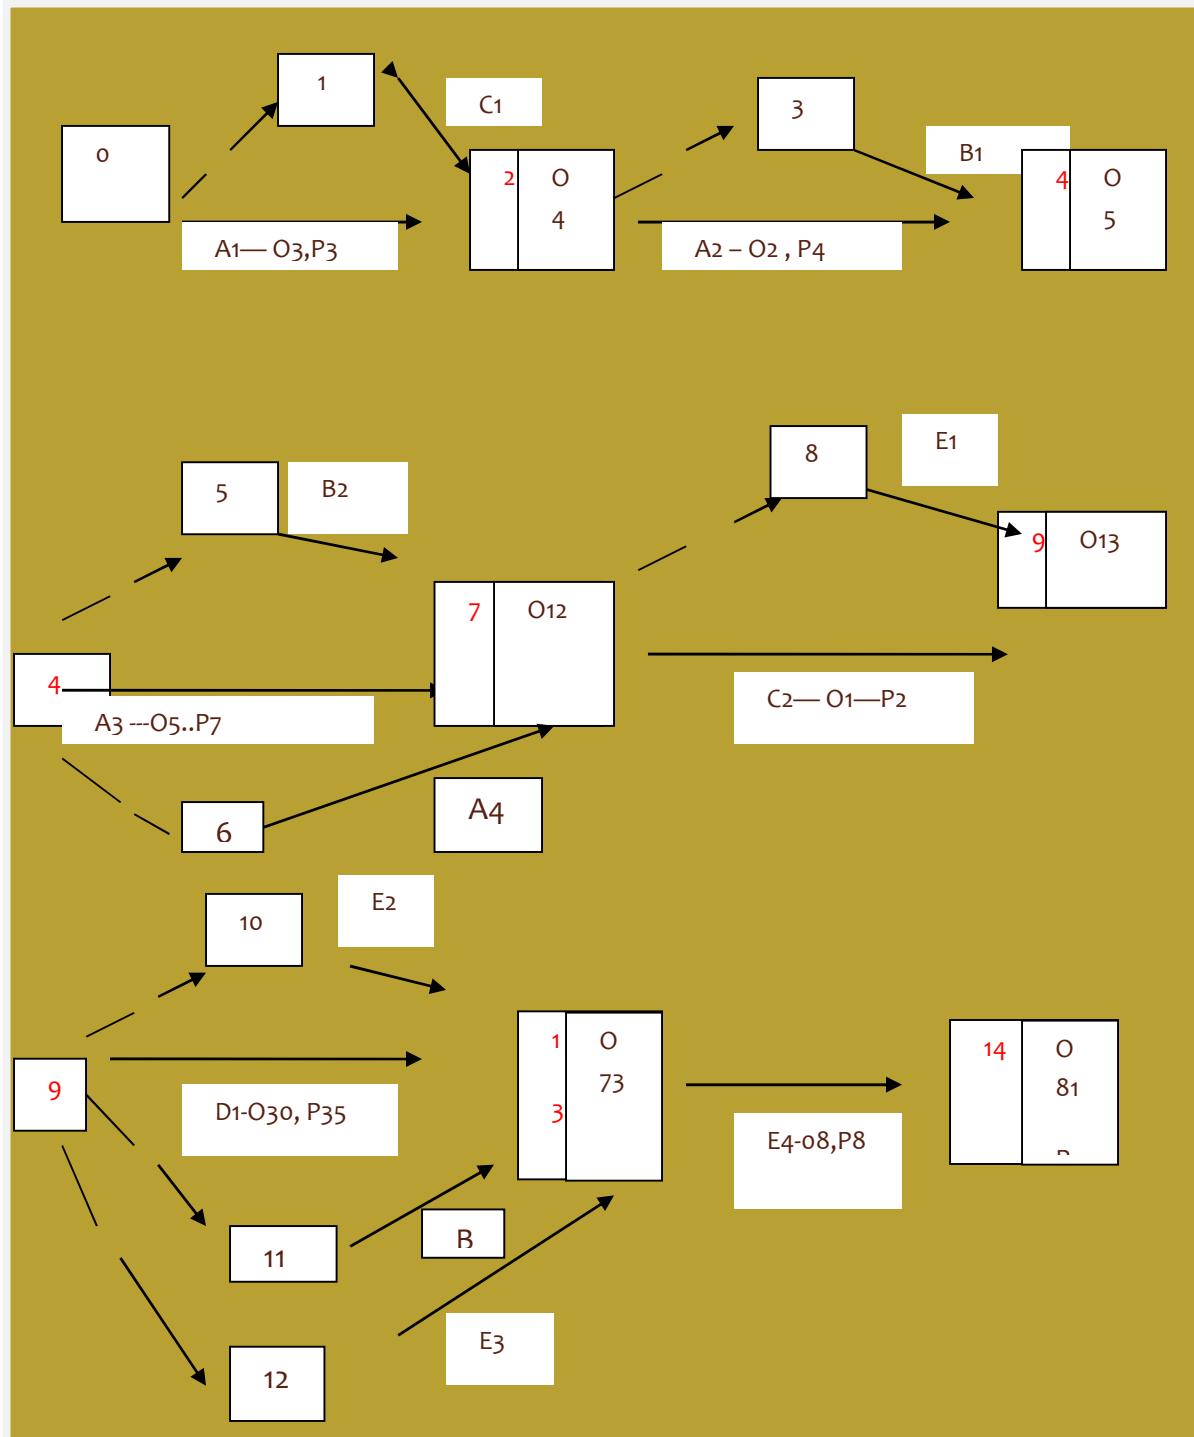 1
C1
3
0
B1
2
O
4
4
O
5
A1— O3,P3
A2 – O2 , P4
8
E1
5
B2
9
O13
7
O12
4
A3 ---O5..P7
C2— O1—P2
A4
6
E2
10
1
3
O
73
14
O
81
9
D1-O30, P35
E4-08,P8
B
11
E3
12